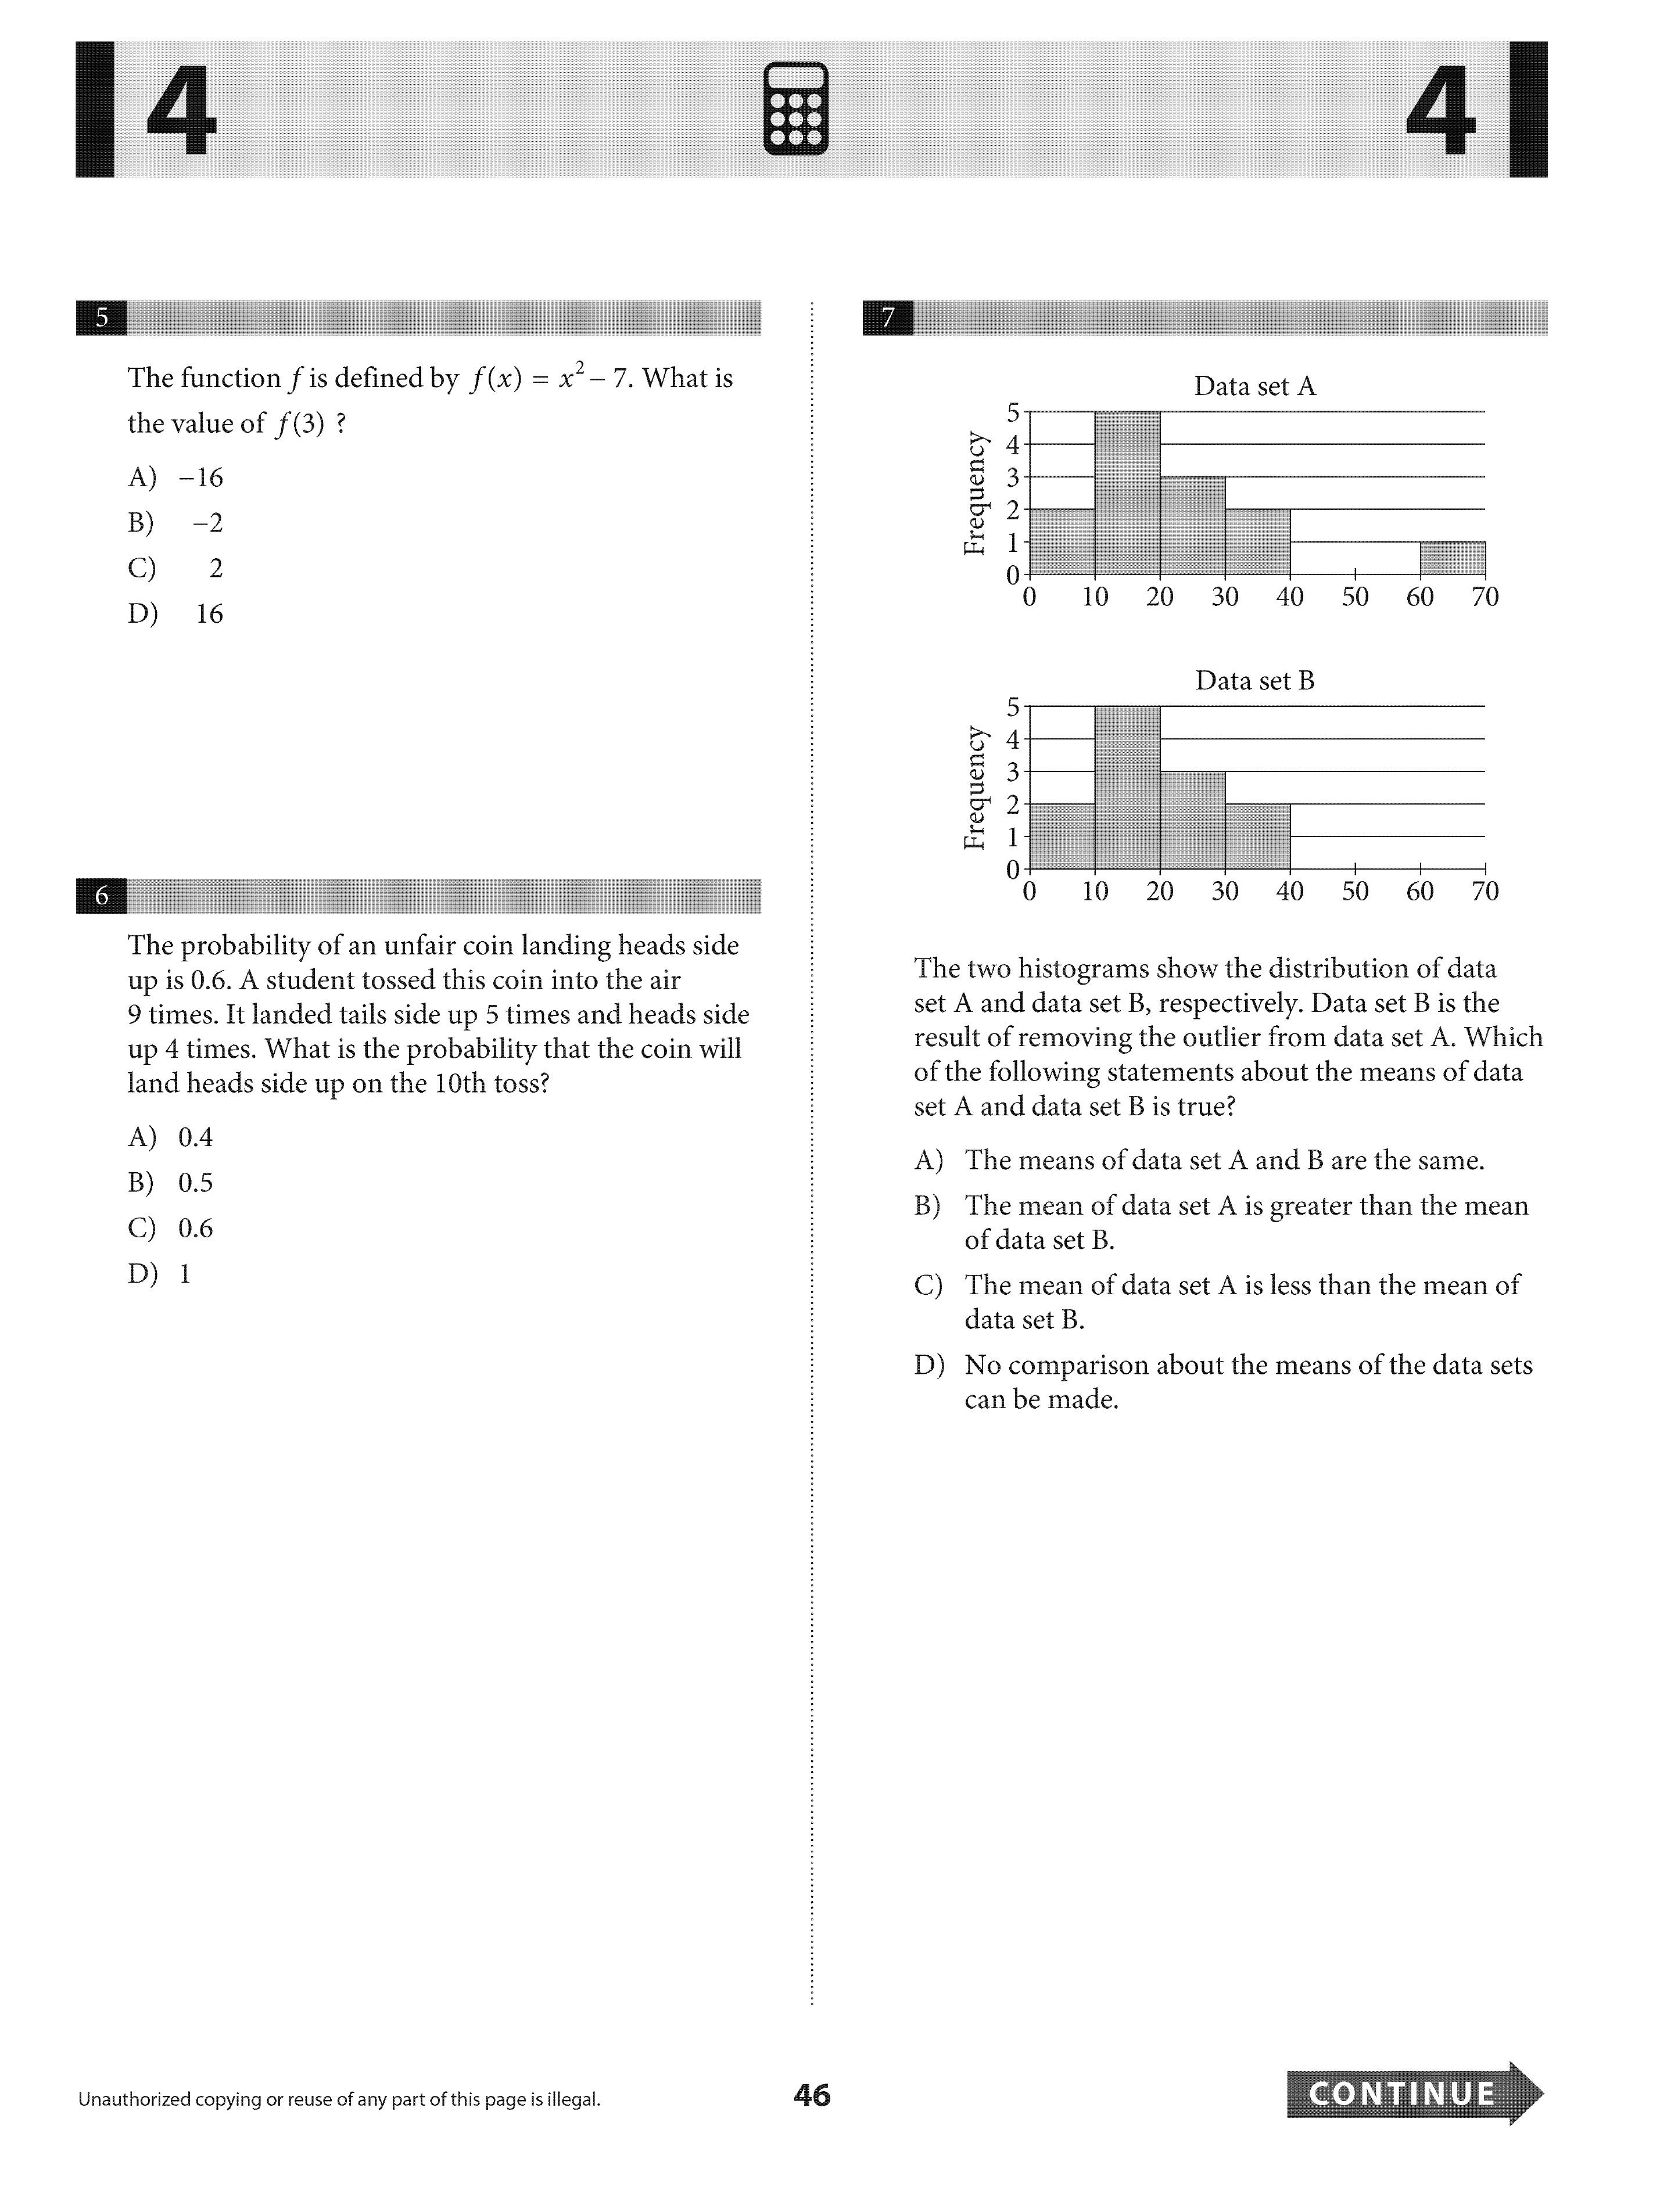 4 4
5
The function f is defined by f(x) = x² – 7. What is
the value of f(3) ?
A) –16
B) –2
C) 2
D) 16
6
The probability of an unfair coin landing heads side
up is 0.6. A student tossed this coin into the air
9 times. It landed tails side up 5 times and heads side
up 4 times. What is the probability that the coin will
land heads side up on the 10th toss?
A) 0.4
B) 0.5
C) 0.6
D) 1
7
Data set A
Frequency
5
4
3
2
1
0
0 10 20 30 40 50 60 70
Data set B
Frequency
5
4
3
2
1
0
0 10 20 30 40 50 60 70
The two histograms show the distribution of data
set A and data set B, respectively. Data set B is the
result of removing the outlier from data set A. Which
of the following statements about the means of data
set A and data set B is true?
A) The means of data set A and B are the same.
B) The mean of data set A is greater than the mean
of data set B.
C) The mean of data set A is less than the mean of
data set B.
D) No comparison about the means of the data sets
can be made.
Unauthorized copying or reuse of any part of this page is illegal.
46
CONTINUE